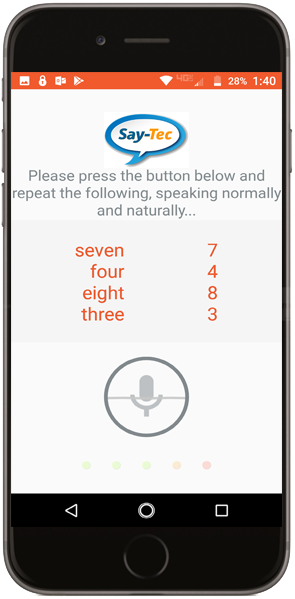 4G 28% 1:40
Say-Tec
Please press the button below and
repeat the following, speaking normally
and naturally...
seven 7
four 4
eight 8
three 3